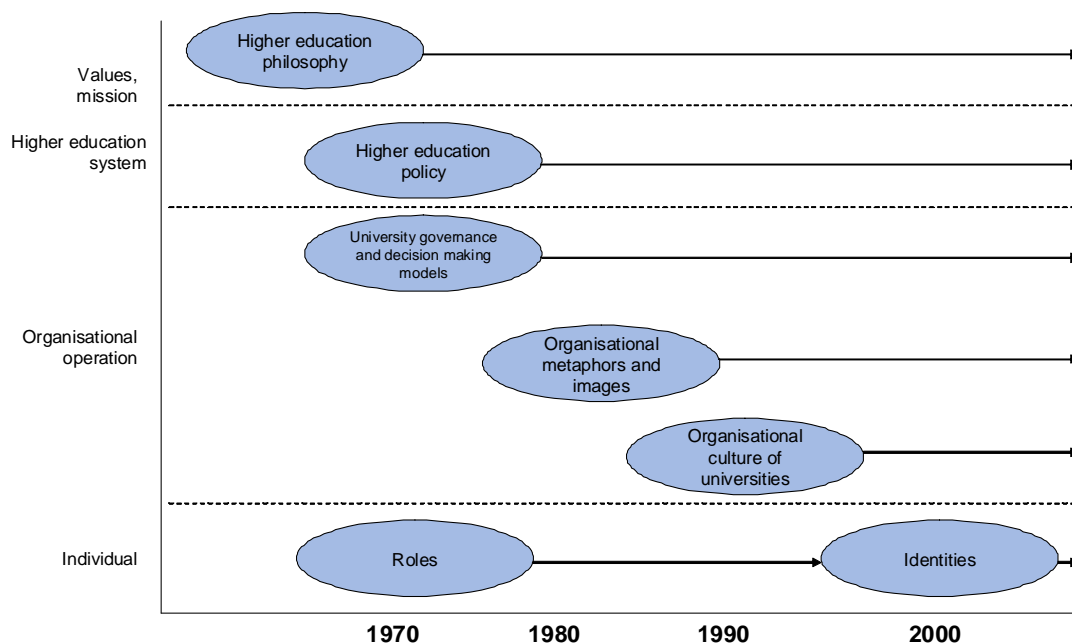 Higher education
philosophy
Values,
mission
Higher education
system
Higher education
policy
University governance
and decision making
models
Organisational
operation
Organisational
metaphors and
images
Organisational
culture of
universities
Individual
Roles
Identities
1970
1980
1990
2000